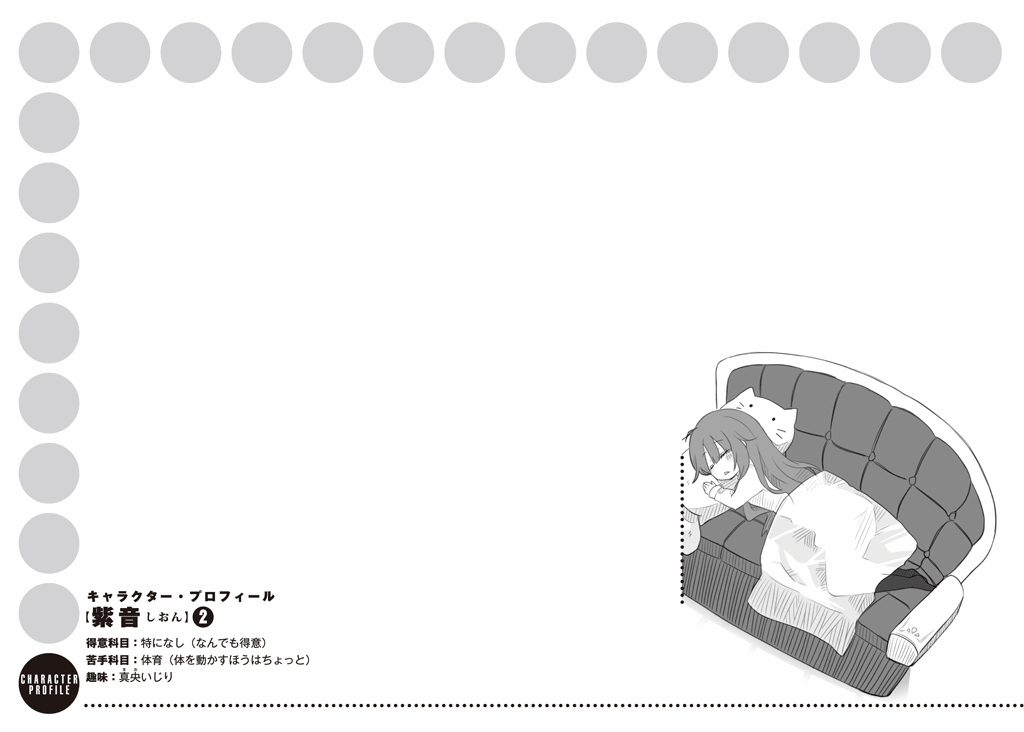 キャラクター・プロフィール
【紫音しおん】❷
得意科目：特になし（なんでも得意）
苦手科目：体育（体を動かすほうはちょっと）
趣味：真央いじり
CHARACTER
PROFILE